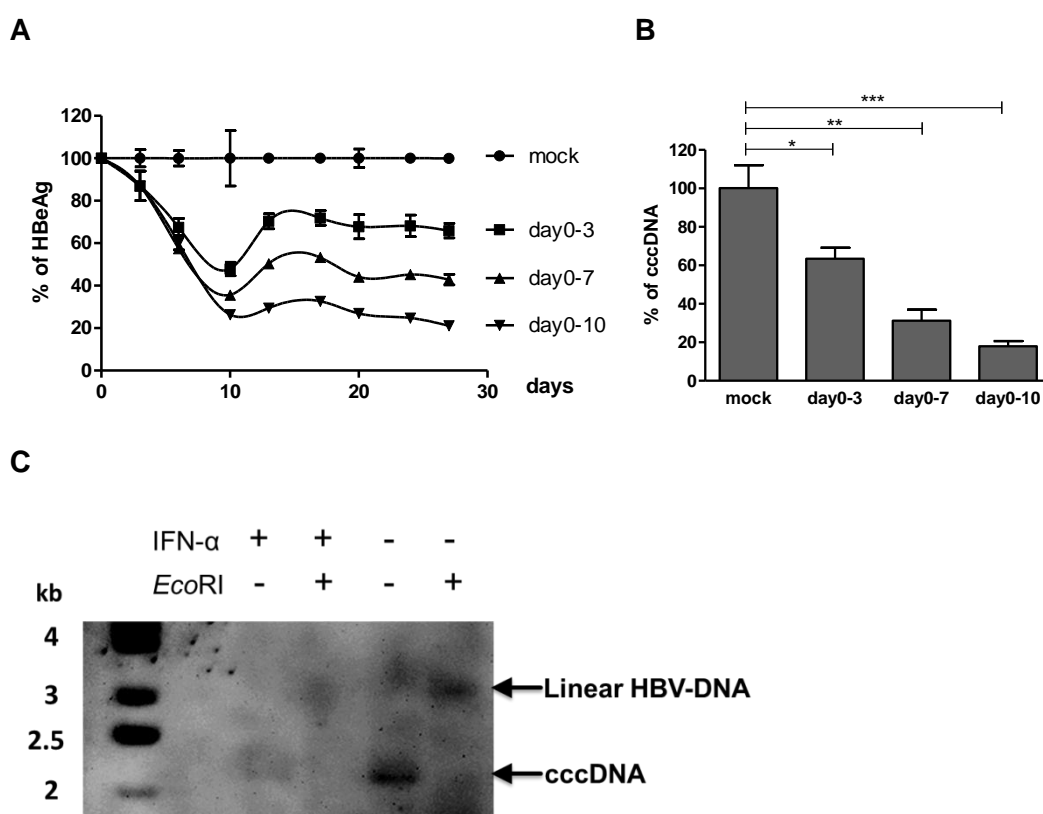 A
B
120
100
80
60
40
20
0
% of HBeAg
0
10
20
30
days
mock
day0-3
day0-7
day0-10
***
**
*
120
100
80
60
40
20
0
% of cccDNA
mock
day0-3
day0-7
day0-10
C
IFN-α + + - -
EcoRI - + - +
kb
4
3
2.5
2
Linear HBV-DNA
cccDNA